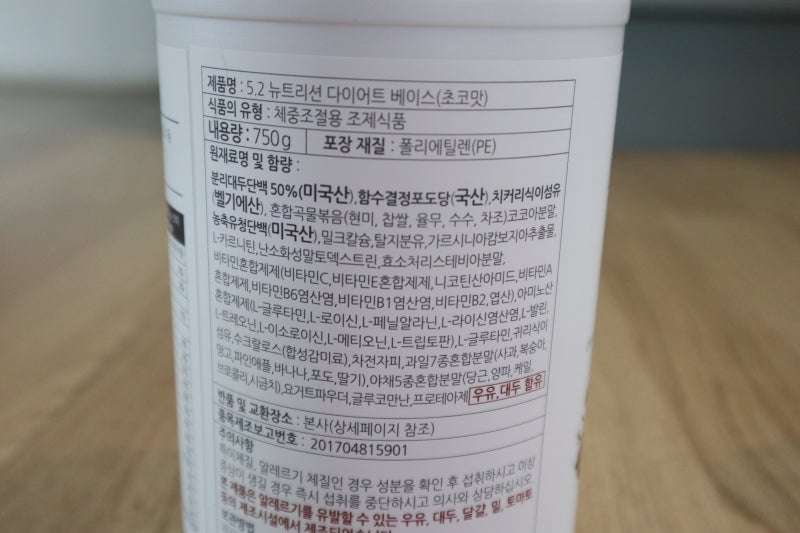 제품명 : 5.2 뉴트리션 다이어트 베이스(초코맛)
식품의 유형 : 체중조절용 조제식품
내용량 : 750g 포장 재질 : 폴리에틸렌(PE)
원재료명 및 함량 :
분리대두단백 50%(미국산),함수결정포도당(국산),치커리식이섬유
(벨기에산), 혼합곡물볶음(현미, 찹쌀, 율무, 수수, 차조)코코아분말,
농축유청단백(미국산),밀크칼슘,탈지분유,가르시니아캄보지아추출물,
L-카르니틴,난소화성말토덱스트린,효소처리스테비아분말,
비타민혼합제제(비타민C,비타민E혼합제제,니코틴산아미드,비타민A
혼합제제,비타민B6염산염,비타민B1염산염,비타민B2,엽산),아미노산
혼합제제(L-글루타민,L-로이신,L-페닐알라닌,L-라이신염산염,L-발린,
L-트레오닌,L-이소로이신,L-메티오닌,L-트립토판),L-글루타민,귀리식이
섬유,수크랄로스(합성감미료),차전자피,과일7종혼합분말(사과,복숭아,
망고,파인애플,바나나,포도,딸기),야채5종혼합분말(당근,양파,케일,
브로콜리,시금치),요거트파우더,글루코만난,프로테아제 우유,대두 함유
반품 및 교환장소 : 본사(상세페이지 참조)
품목제조보고번호 : 201704815901
주의사항
특이체질, 알레르기 체질인 경우 성분을 확인 후 섭취하시고 이상
증상이 생길 경우 즉시 섭취를 중단하시고 의사와 상담하십시오.
본 제품은 알레르기를 유발할 수 있는 우유, 대두, 달걀, 밀, 토마토
등의 제조시설에서 제조되었습니다.
보관방법